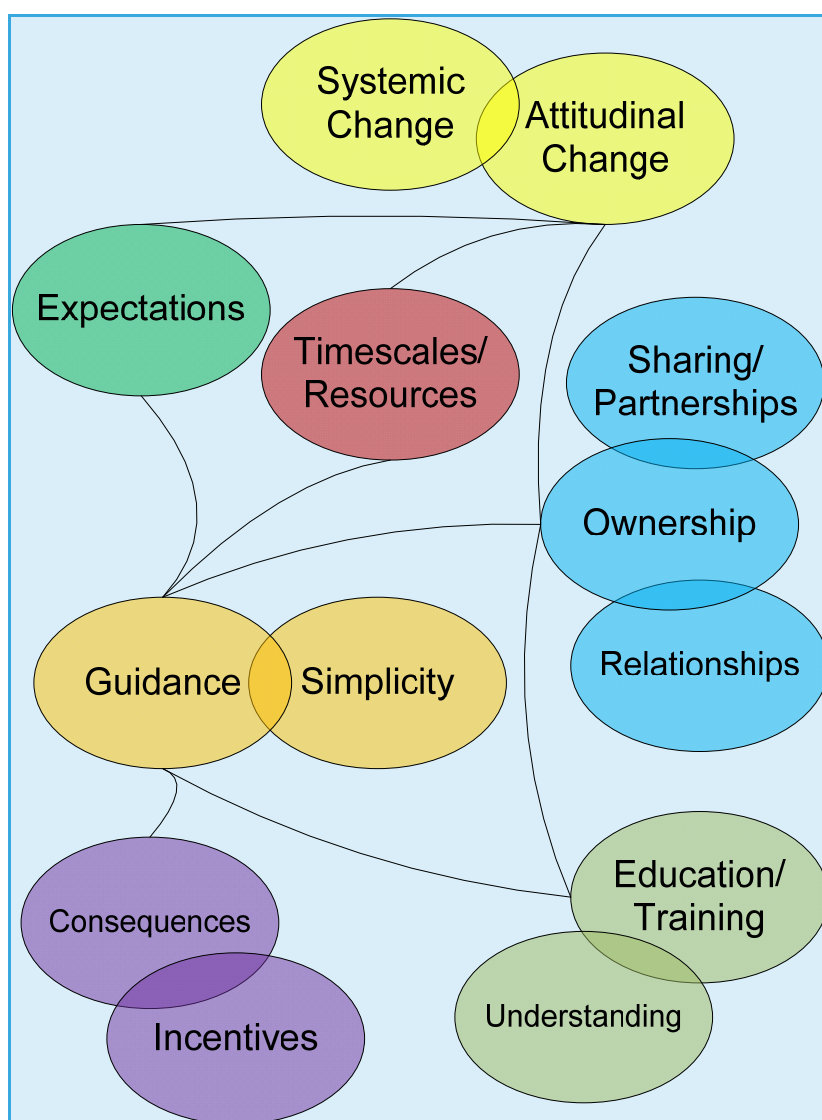 Systemic
Change
Attitudinal
Change
Expectations
Timescales/
Resources
Sharing/
Partnerships
Ownership
Guidance
Simplicity
Relationships
Education/
Training
Consequences
Understanding
Incentives